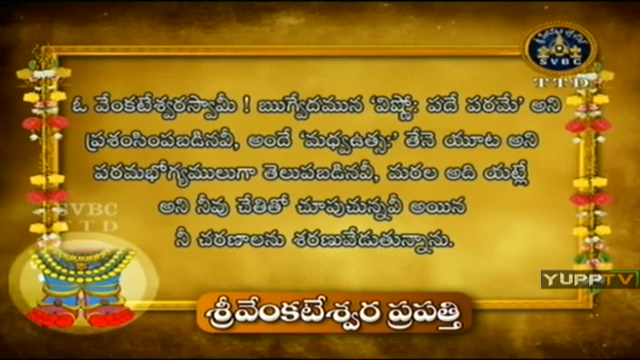 SVBC
TTD
ఓ వేంకటేశ్వరస్వామీ ! ఋగ్వేదమున 'విష్ణోః పదే పరమే' అని
ప్రశంసింపబడినవీ, అందే 'మధ్వఉత్సః' తేనె యూట అని
పరమభోగ్యములుగా తెలుపబడినవీ, మరల అది యట్లే
అని నీవు చేతితో చూపుచున్నవీ అయిన
నీ చరణాలను శరణువేడుతున్నాను.
SVBC
TTD
YUPPTV
శ్రీవేంకటేశ్వర ప్రపత్తి